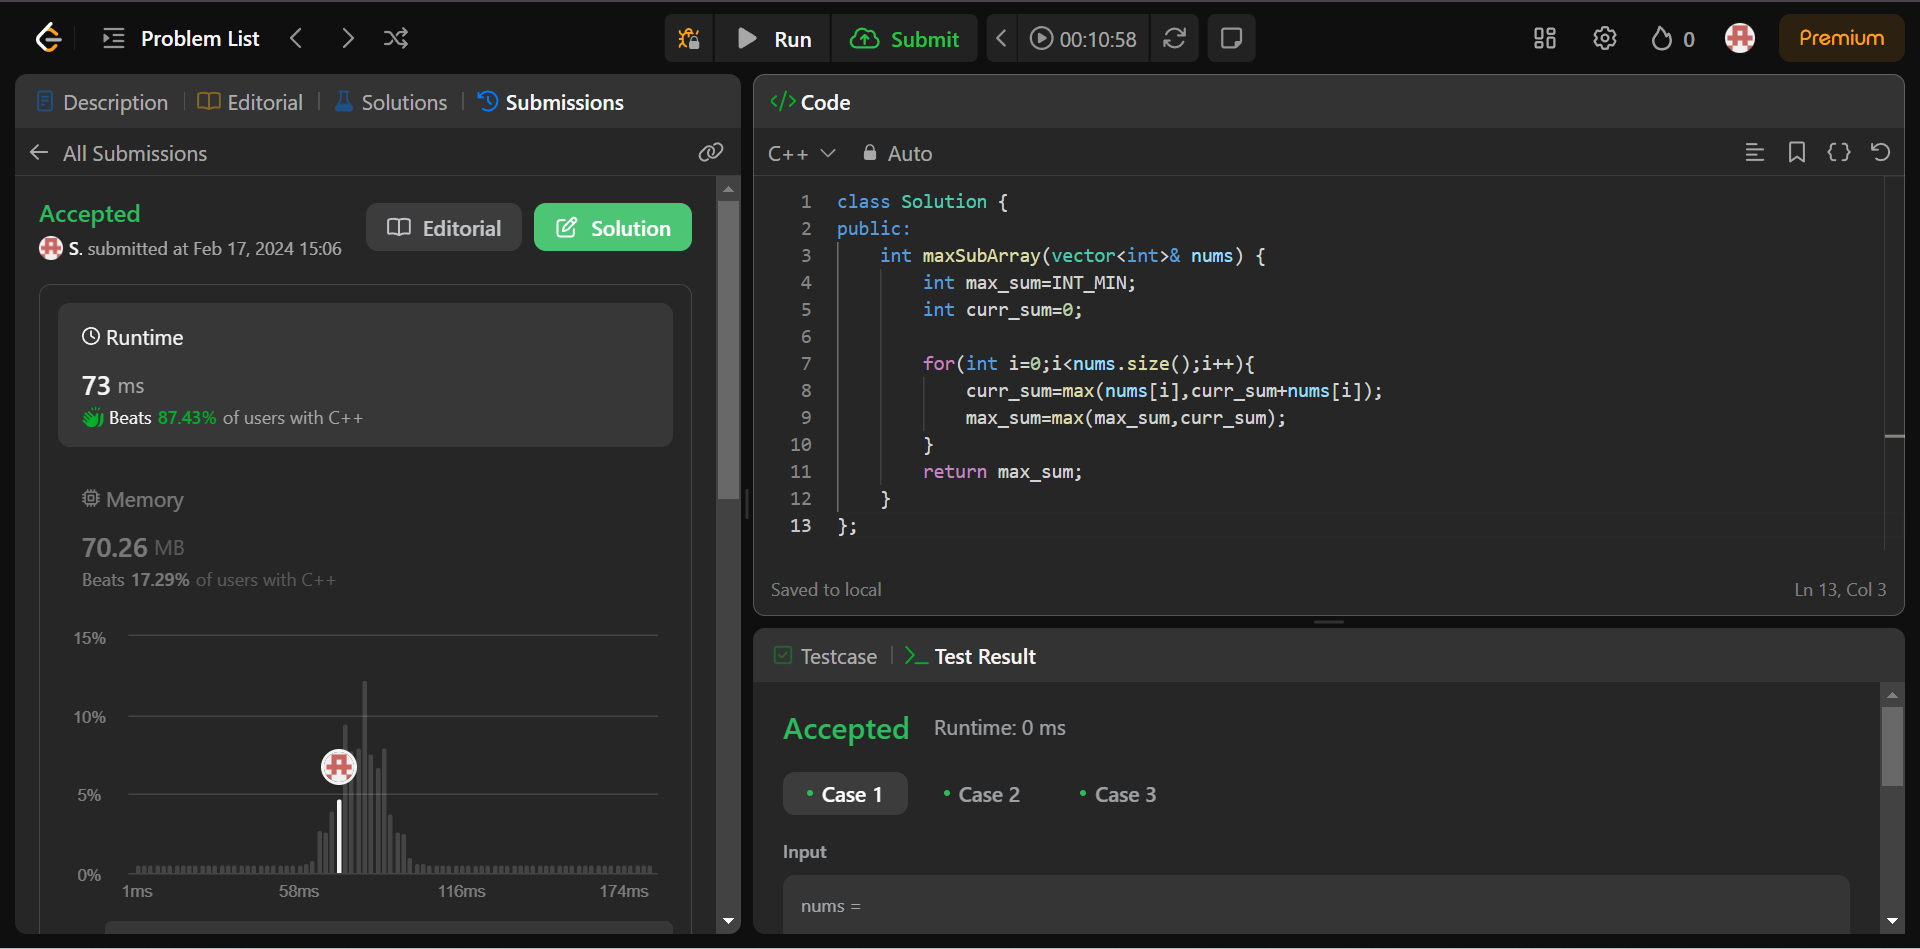 Problem List
Run
Submit
00:10:58
0
Premium
Description
Editorial
Solutions
Submissions
All Submissions
Accepted
S. submitted at Feb 17, 2024 15:06
Editorial
Solution
Runtime
73 ms
Beats 87.43% of users with C++
Memory
70.26 MB
Beats 17.29% of users with C++
15%
10%
5%
0%
1ms
58ms
116ms
174ms
</> Code
C++
Auto
1 class Solution {
2 public:
3 int maxSubArray(vector<int>& nums) {
4 int max_sum=INT_MIN;
5 int curr_sum=0;
6
7 for(int i=0;i<nums.size();i++){
8 curr_sum=max(nums[i],curr_sum+nums[i]);
9 max_sum=max(max_sum,curr_sum);
10 }
11 return max_sum;
12 }
13 };
Saved to local
Ln 13, Col 3
Testcase
Test Result
Accepted
Runtime: 0 ms
Case 1
Case 2
Case 3
Input
nums =